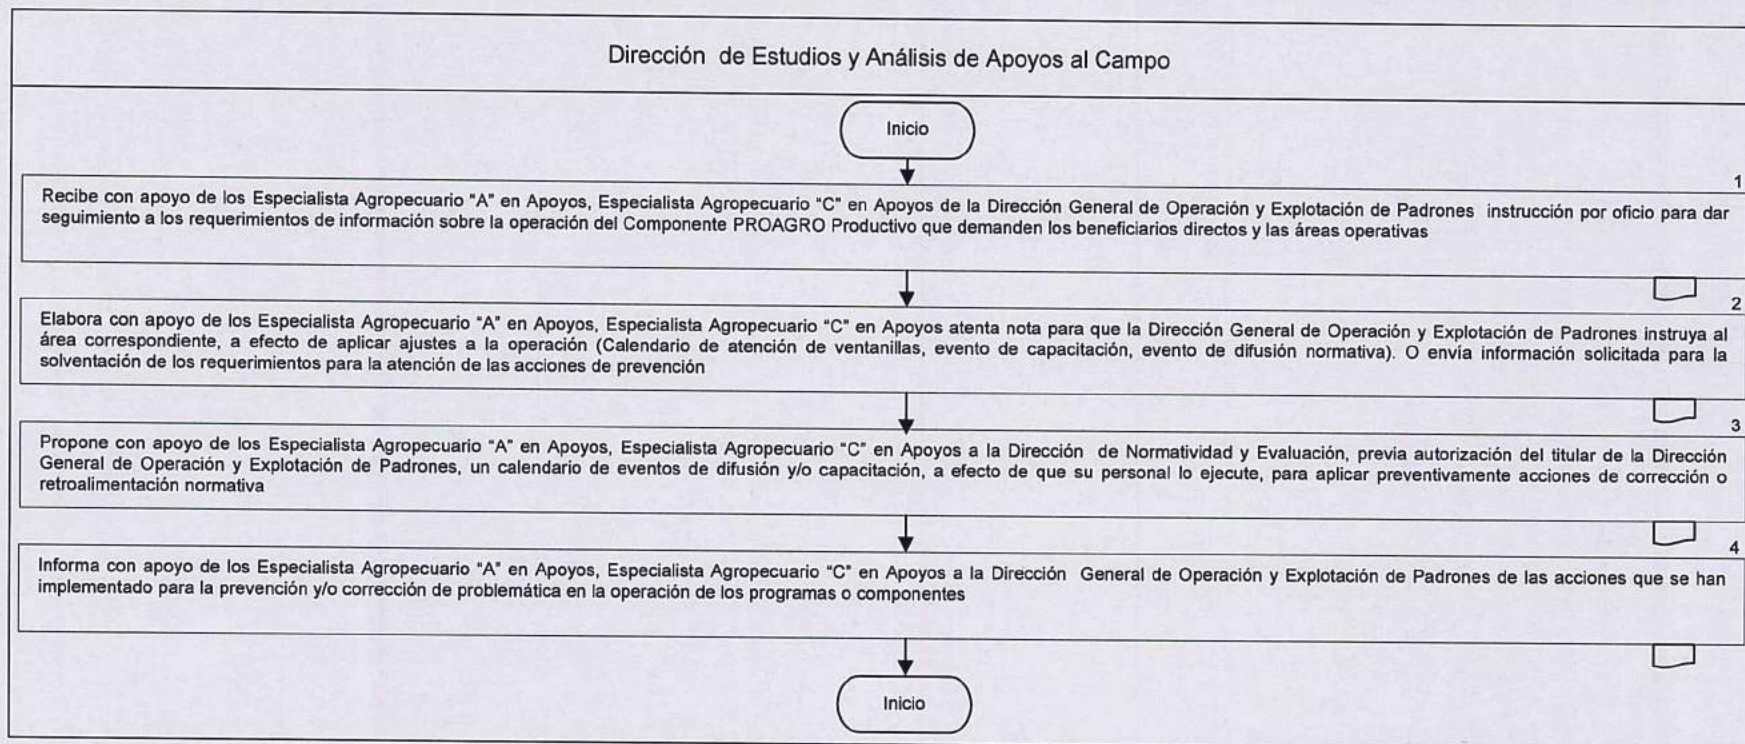 Dirección de Estudios y Análisis de Apoyos al Campo
Inicio
1
Recibe con apoyo de los Especialista Agropecuario "A" en Apoyos, Especialista Agropecuario "C" en Apoyos de la Dirección General de Operación y Explotación de Padrones instrucción por oficio para dar
seguimiento a los requerimientos de información sobre la operación del Componente PROAGRO Productivo que demanden los beneficiarios directos y las áreas operativas
2
Elabora con apoyo de los Especialista Agropecuario "A" en Apoyos, Especialista Agropecuario "C" en Apoyos atenta nota para que la Dirección General de Operación y Explotación de Padrones instruya al
área correspondiente, a efecto de aplicar ajustes a la operación (Calendario de atención de ventanillas, evento de capacitación, evento de difusión normativa). O envía información solicitada para la
solventación de los requerimientos para la atención de las acciones de prevención
3
Propone con apoyo de los Especialista Agropecuario "A" en Apoyos, Especialista Agropecuario "C" en Apoyos a la Dirección de Normatividad y Evaluación, previa autorización del titular de la Dirección
General de Operación y Explotación de Padrones, un calendario de eventos de difusión y/o capacitación, a efecto de que su personal lo ejecute, para aplicar preventivamente acciones de corrección o
retroalimentación normativa
4
Informa con apoyo de los Especialista Agropecuario "A" en Apoyos, Especialista Agropecuario "C" en Apoyos a la Dirección General de Operación y Explotación de Padrones de las acciones que se han
implementado para la prevención y/o corrección de problemática en la operación de los programas o componentes
Inicio